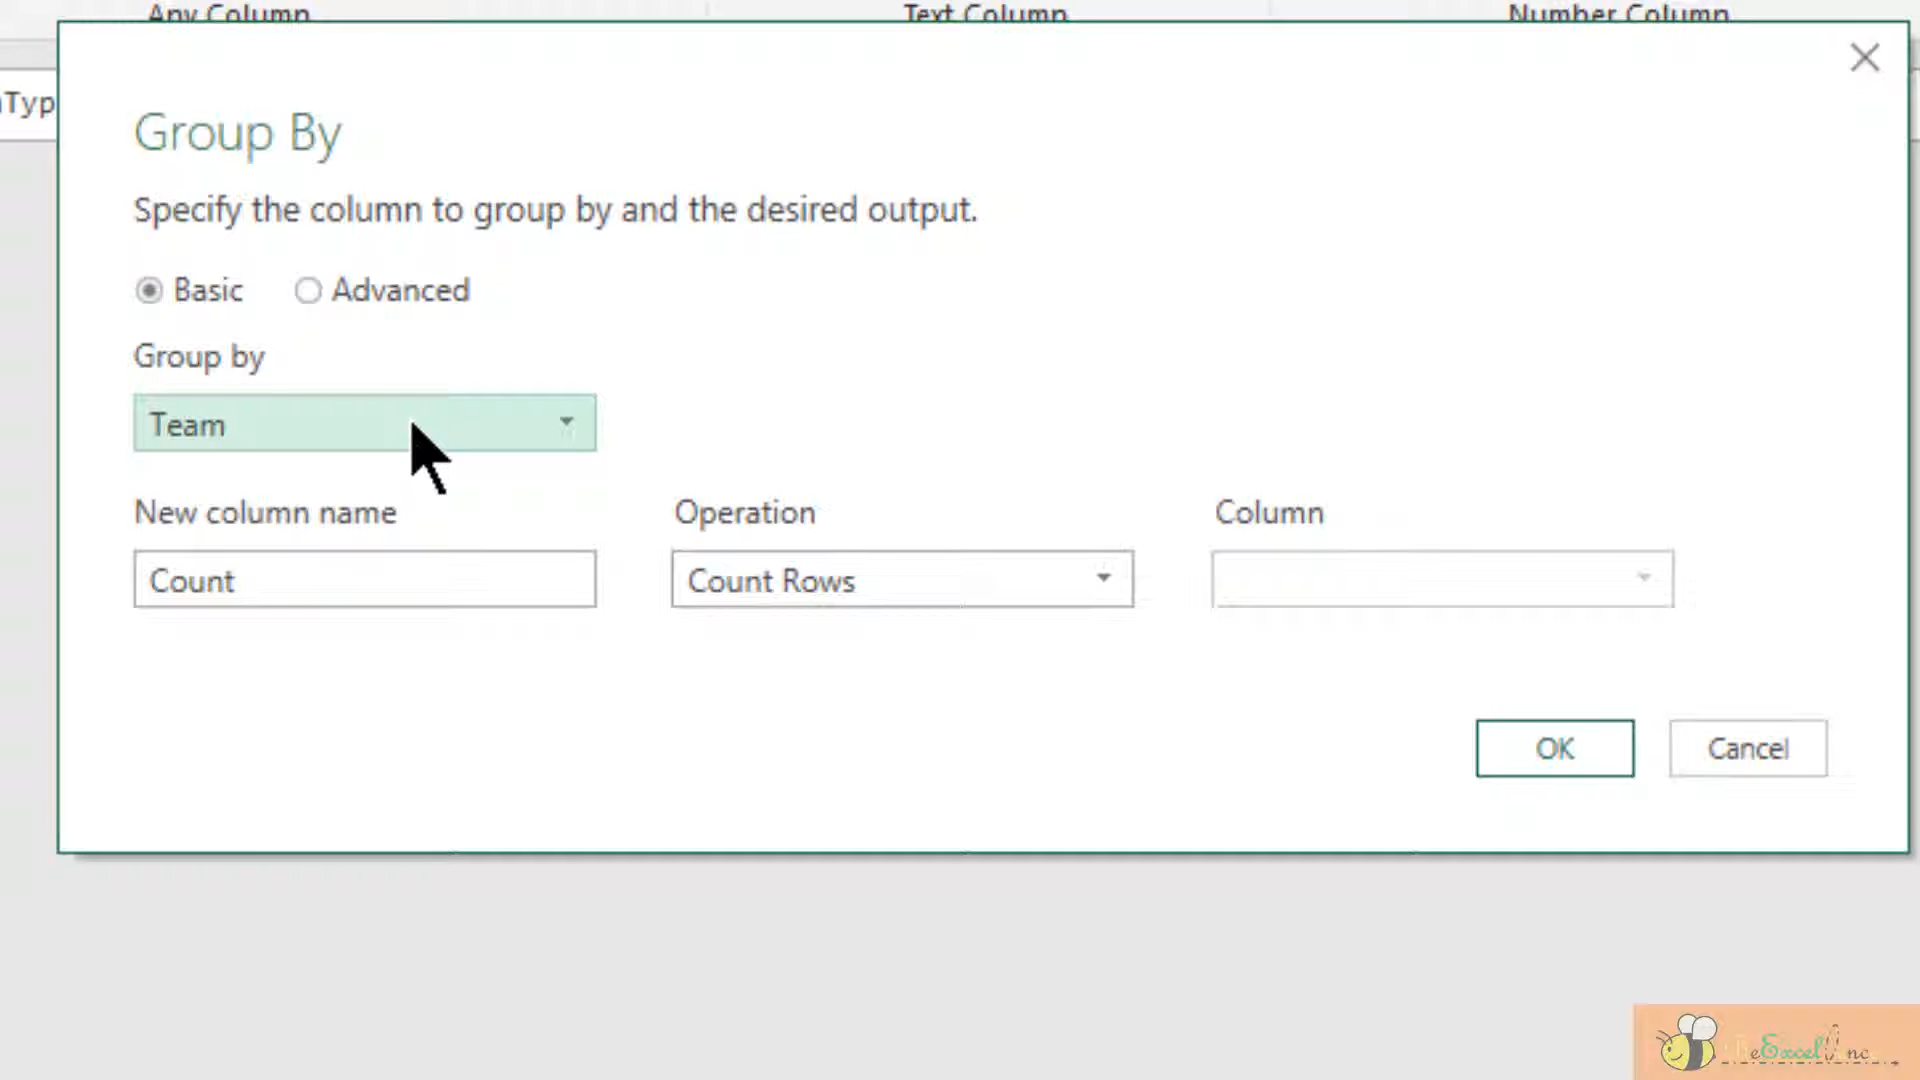 Any Column Text Column Number Column
Typ
Group By
Specify the column to group by and the desired output.
Basic Advanced
Group by
Team
New column name Operation Column
Count Count Rows
OK Cancel
eExcel